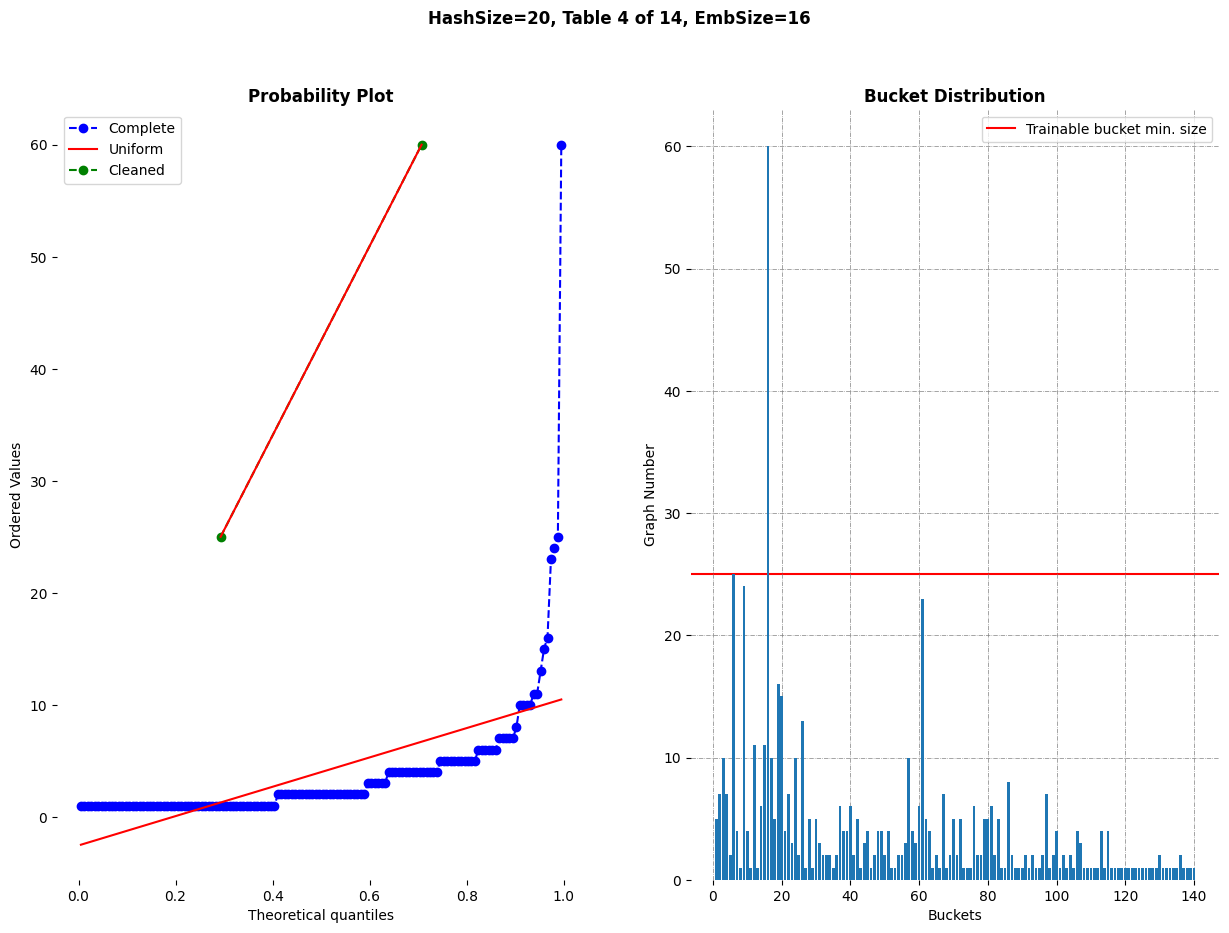 HashSize=20, Table 4 of 14, EmbSize=16
Probability Plot
Complete
Uniform
Cleaned
60
50
40
30
20
10
0
Ordered Values
0.0 0.2 0.4 0.6 0.8 1.0
Theoretical quantiles
Bucket Distribution
Trainable bucket min. size
60
50
40
30
20
10
0
Graph Number
0 20 40 60 80 100 120 140
Buckets